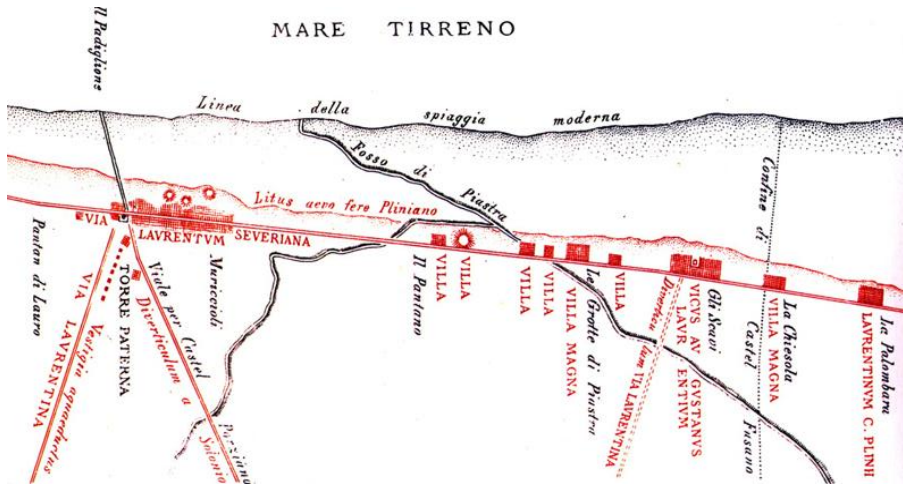 MARE TIRRENO
Il Padiglione
Linea della spiaggia moderna
Fosso di Piastra
Confine di Castel Fusano
Litus aevo fere Pliniano
VIA SEVERIANA
LAVRENTVM
Pantan di Lauro
VIA LAVRENTINA
Vestigia aquaeductus
TORRE PATERNA
Viale per Castel Porziano
Diverticulum a
Muriccioli
Il Pantano
VILLA
VILLA
VILLA
VILLA
VILLA MAGNA
Le Grotte di Piastra
VILLA
Diverticulum VIA LAVRENTINA
VICVS AVGVSTANVS
LAVRENTIVM
Gli Scavi
VILLA MAGNA
La Chiesola
LAVRENTINVM C. PLINII
La Palombara